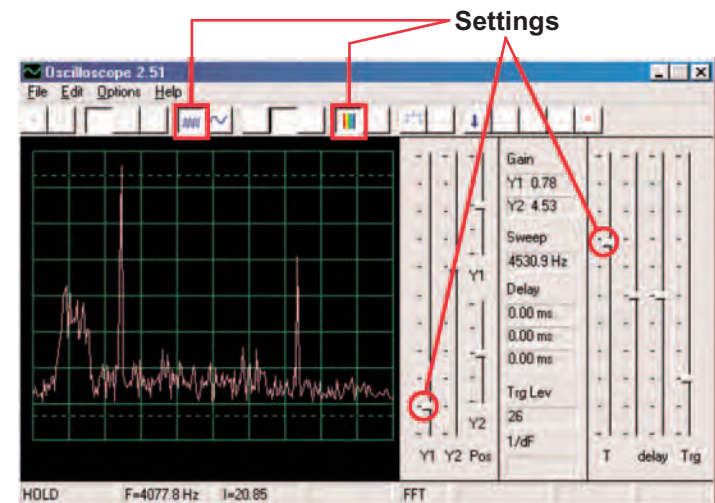 Settings
Oscilloscope 2.51
File Edit Options Help
Gain
Y1 0.78
Y2 4.53
Sweep
4530.9 Hz
Y1
Delay
0.00 ms
0.00 ms
0.00 ms
Trg Lev
26
Y2
1/dF
Y1 Y2 Pos
T delay Trg
HOLD F=4077.8 Hz I=20.85 FFT